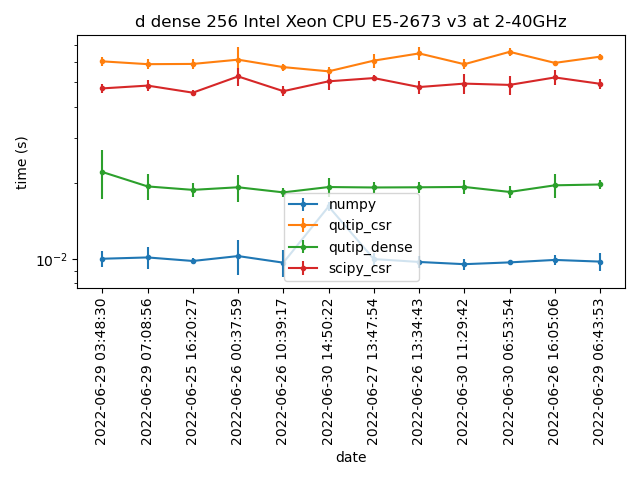 d dense 256 Intel Xeon CPU E5-2673 v3 at 2-40GHz
time (s)
10⁻²
numpy
qutip_csr
qutip_dense
scipy_csr
2022-06-29 03:48:30
2022-06-29 07:08:56
2022-06-25 16:20:27
2022-06-26 00:37:59
2022-06-26 10:39:17
2022-06-30 14:50:22
2022-06-27 13:47:54
2022-06-26 13:34:43
2022-06-30 11:29:42
2022-06-30 06:53:54
2022-06-26 16:05:06
2022-06-29 06:43:53
date